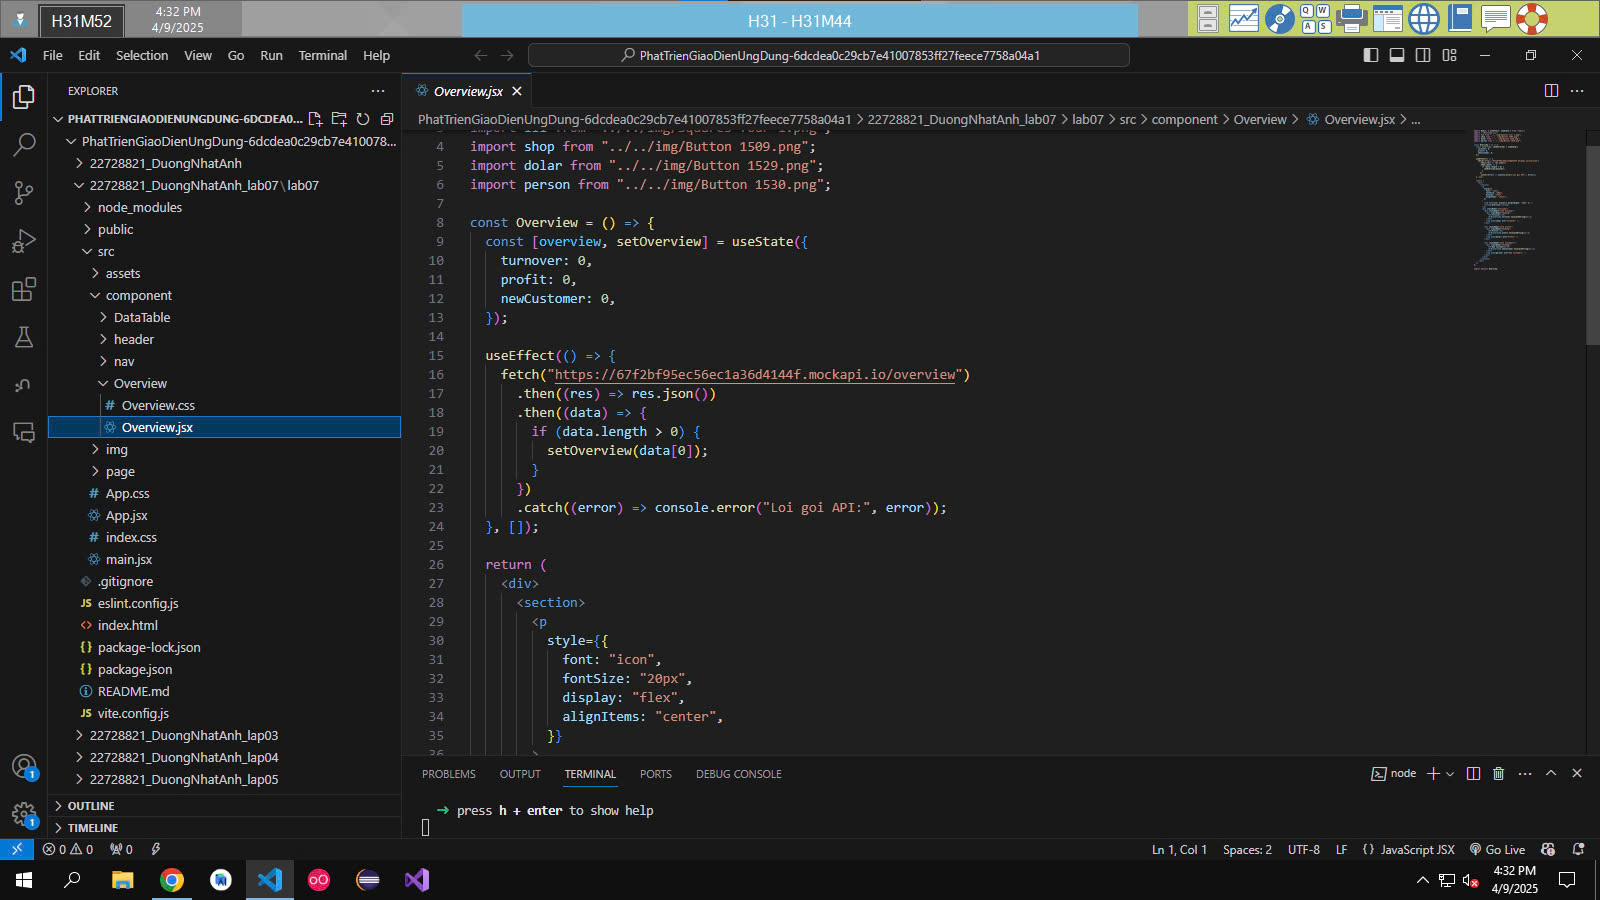 H31M52
4:32 PM
4/9/2025
H31 - H31M44
Q W
A S
File Edit Selection View Go Run Terminal Help
PhatTrienGiaoDienUngDung-6dcdea0c29cb7e41007853ff27feece7758a04a1
EXPLORER
PHATTRIENGIAODIENUNGDUNG-6DCDEA0...
PhatTrienGiaoDienUngDung-6dcdea0c29cb7e410078...
22728821_DuongNhatAnh
22728821_DuongNhatAnh_lab07\lab07
node_modules
public
src
assets
component
DataTable
header
nav
Overview
# Overview.css
Overview.jsx
img
page
# App.css
App.jsx
# index.css
main.jsx
.gitignore
JS eslint.config.js
<> index.html
{} package-lock.json
{} package.json
README.md
JS vite.config.js
22728821_DuongNhatAnh_lap03
22728821_DuongNhatAnh_lap04
22728821_DuongNhatAnh_lap05
OUTLINE
TIMELINE
1
1
Overview.jsx
PhatTrienGiaoDienUngDung-6dcdea0c29cb7e41007853ff27feece7758a04a1 > 22728821_DuongNhatAnh_lab07 > lab07 > src > component > Overview > Overview.jsx > ...
4 import shop from "../../img/Button 1509.png";
5 import dolar from "../../img/Button 1529.png";
6 import person from "../../img/Button 1530.png";
7
8 const Overview = () => {
9 const [overview, setOverview] = useState({
10 turnover: 0,
11 profit: 0,
12 newCustomer: 0,
13 });
14
15 useEffect(() => {
16 fetch("https://67f2bf95ec56ec1a36d4144f.mockapi.io/overview")
17 .then((res) => res.json())
18 .then((data) => {
19 if (data.length > 0) {
20 setOverview(data[0]);
21 }
22 })
23 .catch((error) => console.error("Loi goi API:", error));
24 }, []);
25
26 return (
27 <div>
28 <section>
29 <p
30 style={{
31 font: "icon",
32 fontSize: "20px",
33 display: "flex",
34 alignItems: "center",
35 }}
36 >
PROBLEMS OUTPUT TERMINAL PORTS DEBUG CONSOLE
node
➜ press h + enter to show help
0 0 0
Ln 1, Col 1 Spaces: 2 UTF-8 LF {} JavaScript JSX Go Live
4:32 PM
4/9/2025